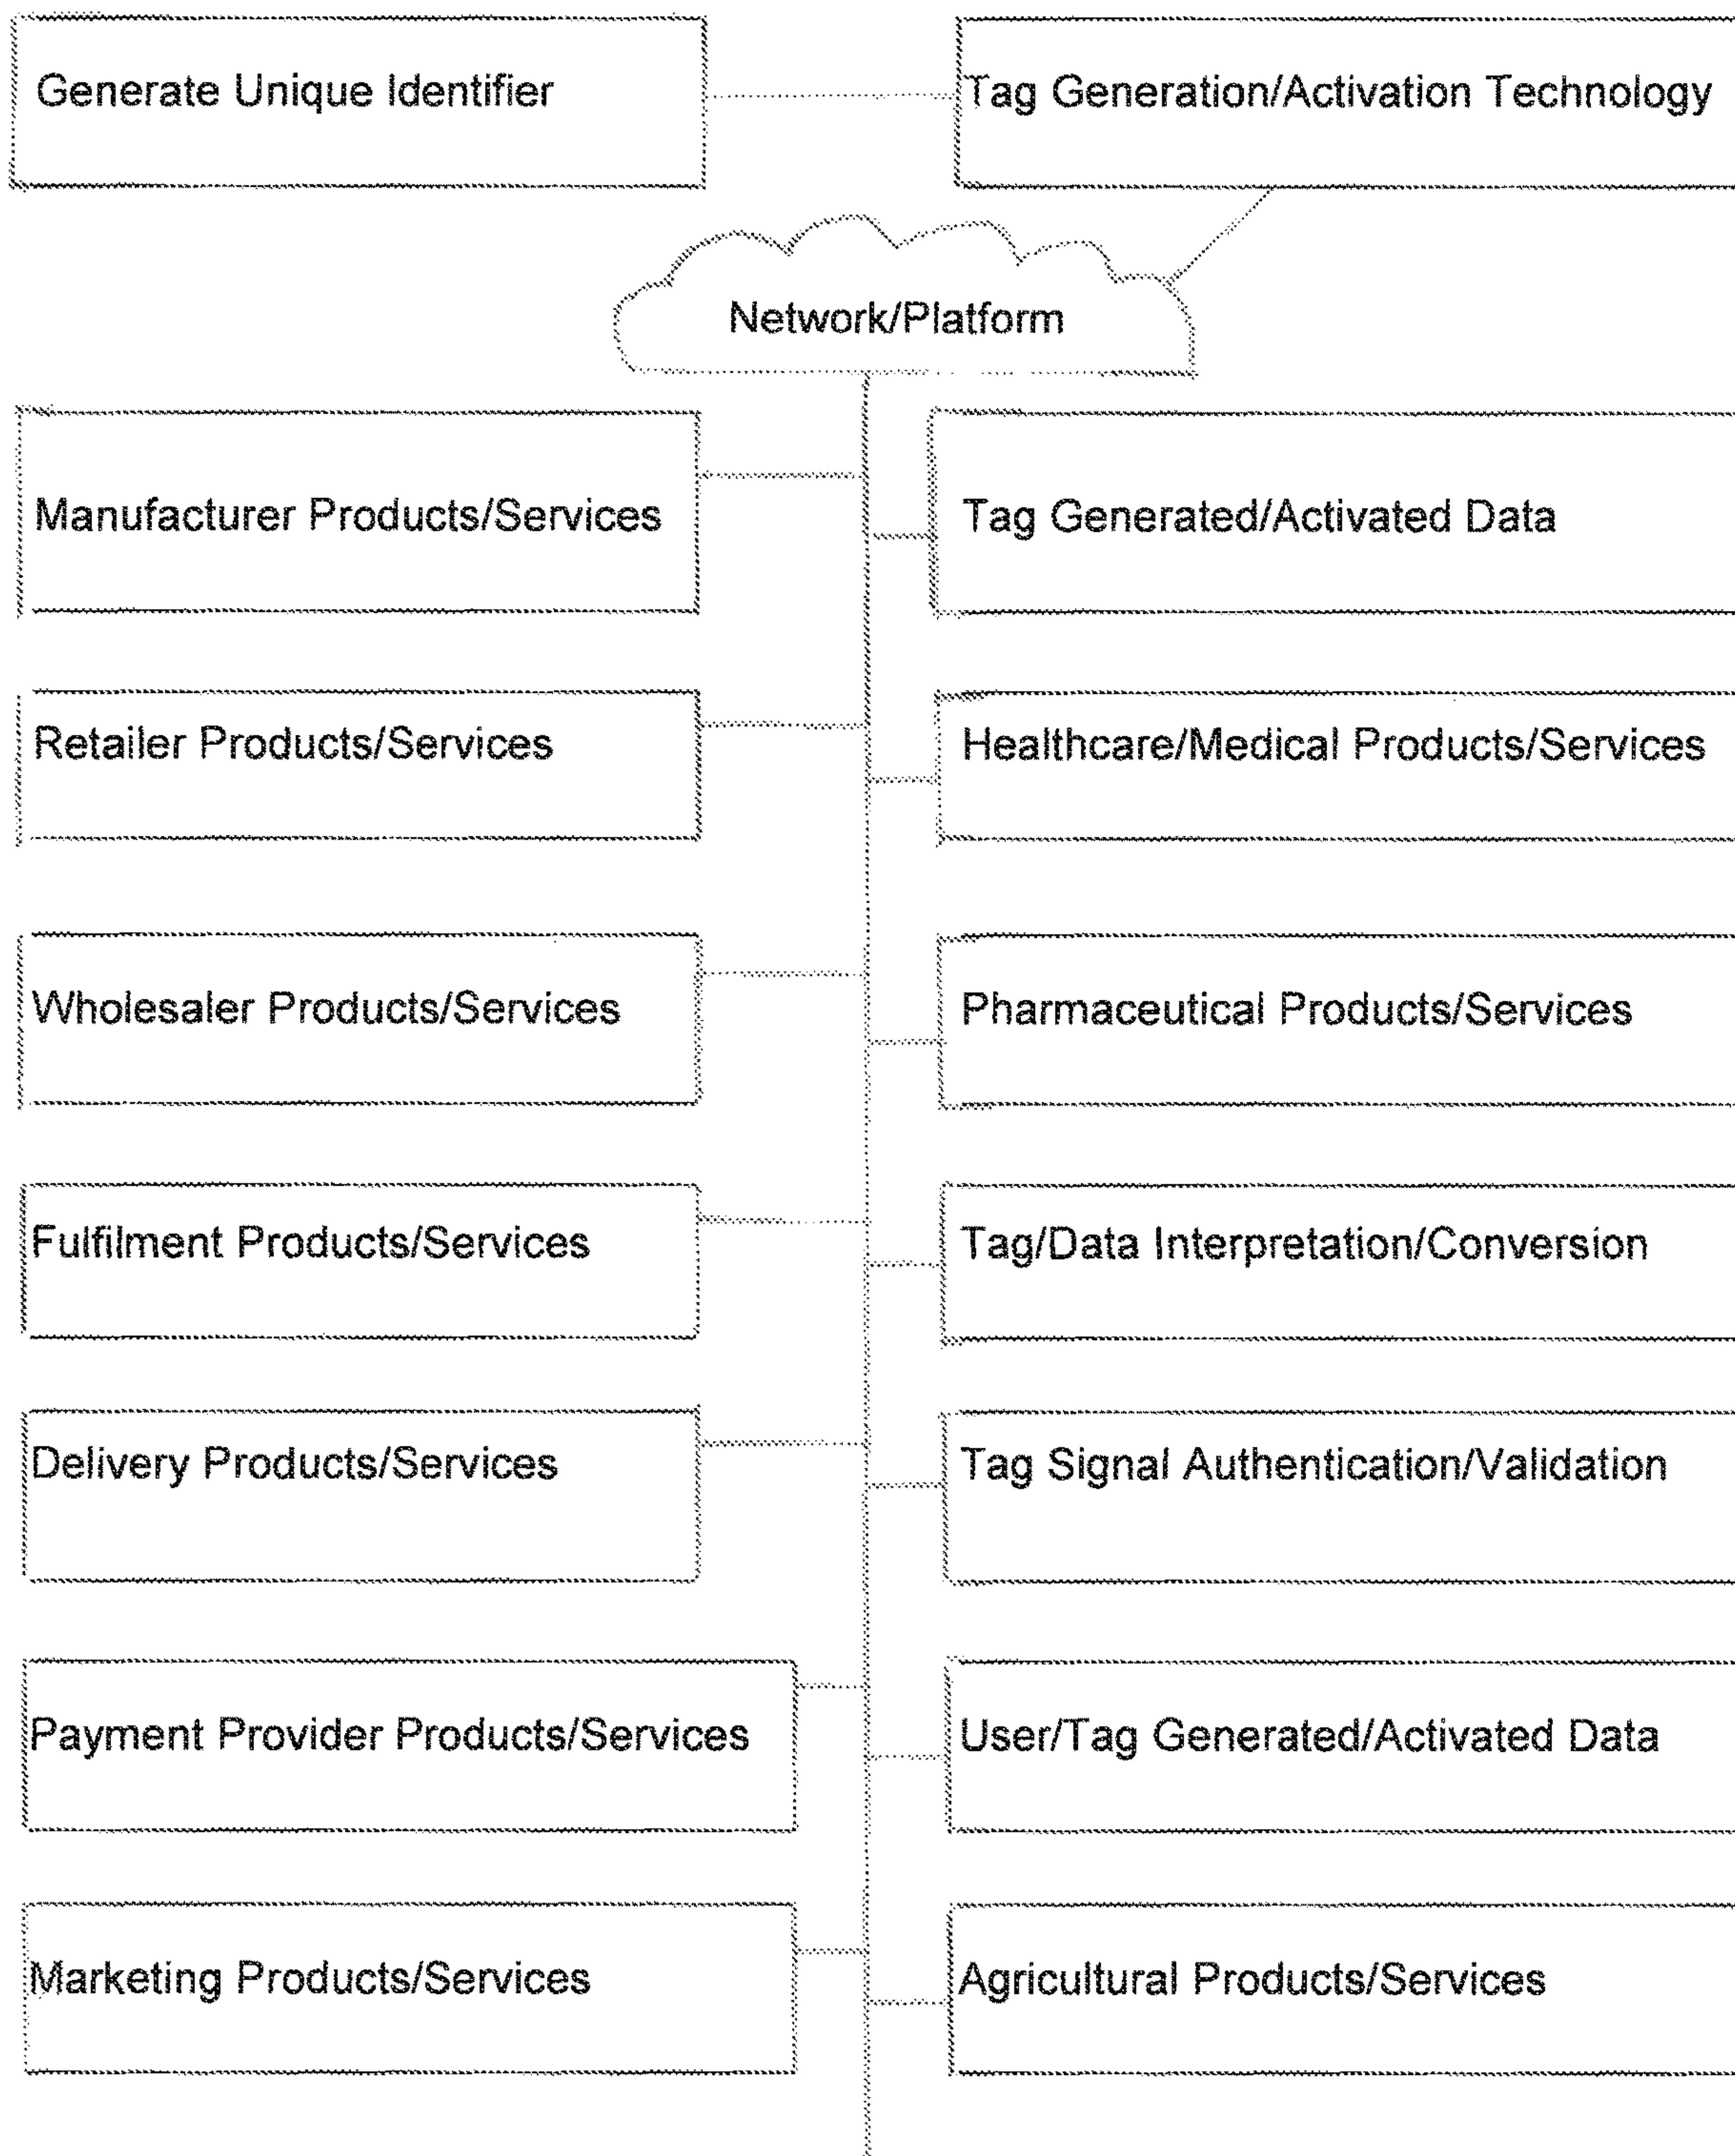 Generate Unique Identifier
Tag Generation/Activation Technology
Network/Platform
Manufacturer Products/Services
Tag Generated/Activated Data
Retailer Products/Services
Healthcare/Medical Products/Services
Wholesaler Products/Services
Pharmaceutical Products/Services
Fulfilment Products/Services
Tag/Data Interpretation/Conversion
Delivery Products/Services
Tag Signal Authentication/Validation
Payment Provider Products/Services
User/Tag Generated/Activated Data
Marketing Products/Services
Agricultural Products/Services